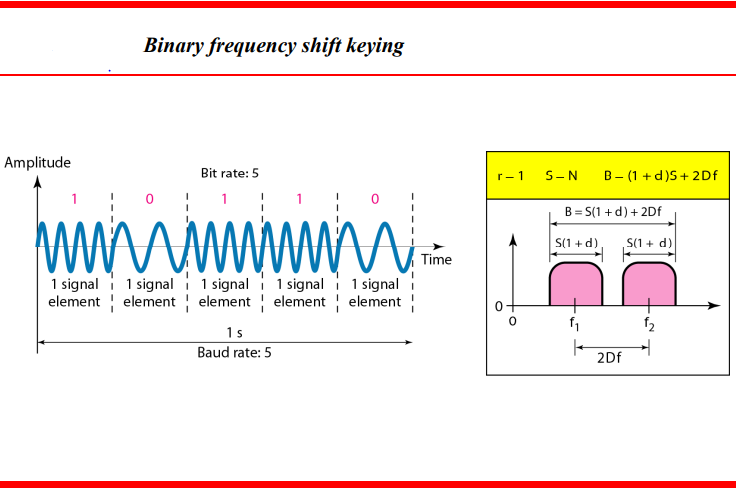 Binary frequency shift keying
Amplitude
Bit rate: 5
1 0 1 1 0
Time
1 signal element 1 signal element 1 signal element 1 signal element 1 signal element
1 s
Baud rate: 5
r – 1 S – N B – (1 + d)S + 2Df
B = S(1 + d) + 2Df
S(1 + d) S(1 + d)
0
0 f1 f2
2Df